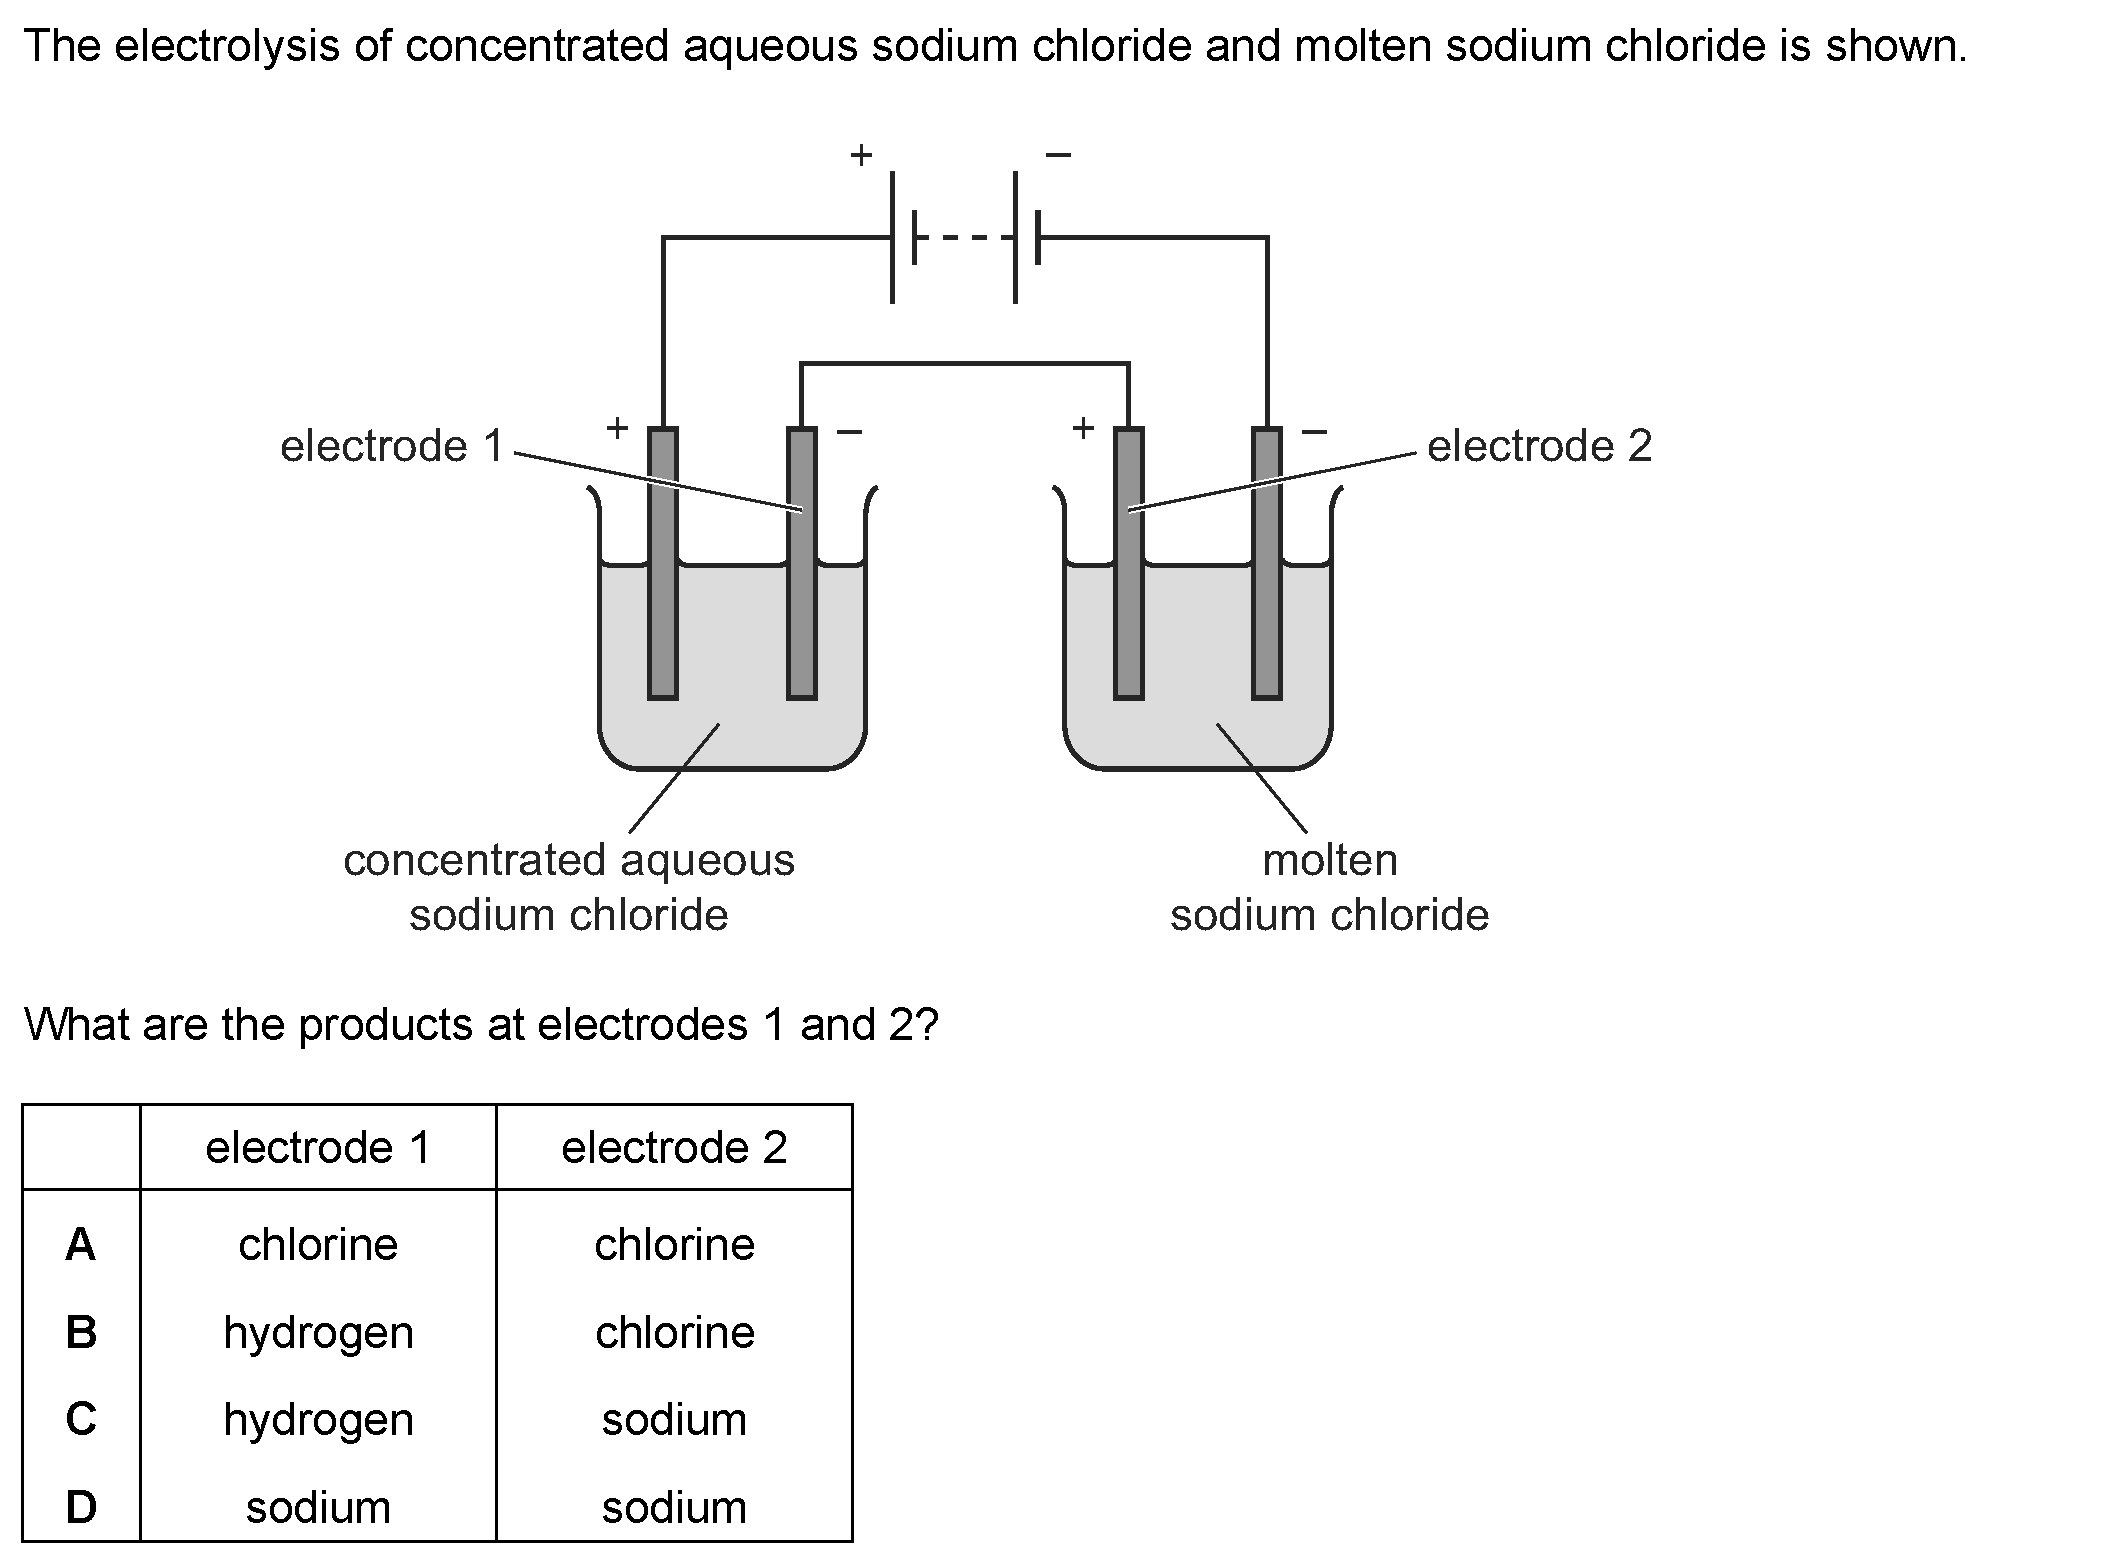 The electrolysis of concentrated aqueous sodium chloride and molten sodium chloride is shown.
+ –
electrode 1 + – + – electrode 2
concentrated aqueous
sodium chloride
molten
sodium chloride
What are the products at electrodes 1 and 2?
electrode 1 electrode 2
A chlorine chlorine
B hydrogen chlorine
C hydrogen sodium
D sodium sodium